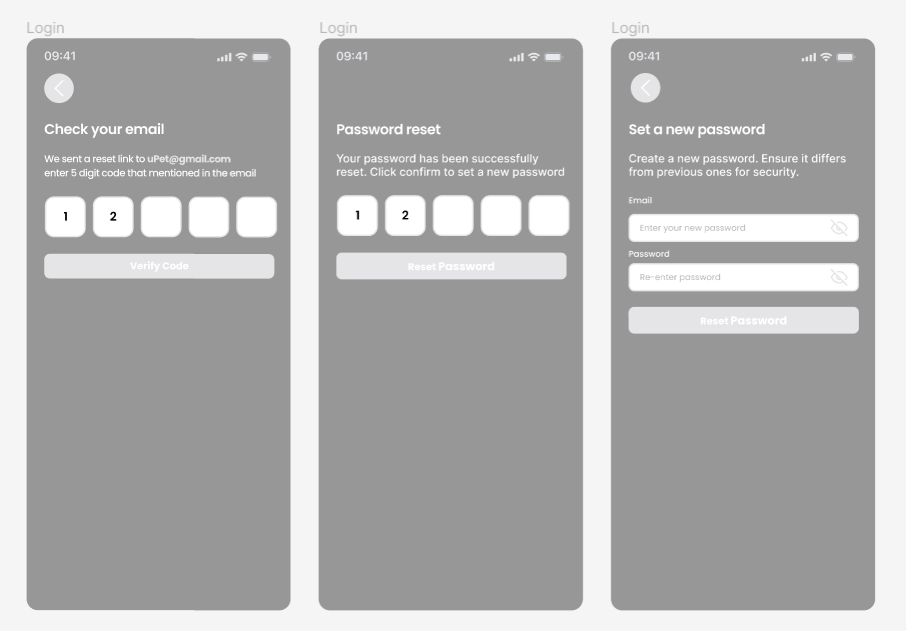 Login
09:41
Check your email
We sent a reset link to uPet@gmail.com
enter 5 digit code that mentioned in the email
1 2
Verify Code
Login
09:41
Password reset
Your password has been successfully
reset. Click confirm to set a new password
1 2
Reset Password
Login
09:41
Set a new password
Create a new password. Ensure it differs
from previous ones for security.
Email
Enter your new password
Password
Re-enter password
Reset Password